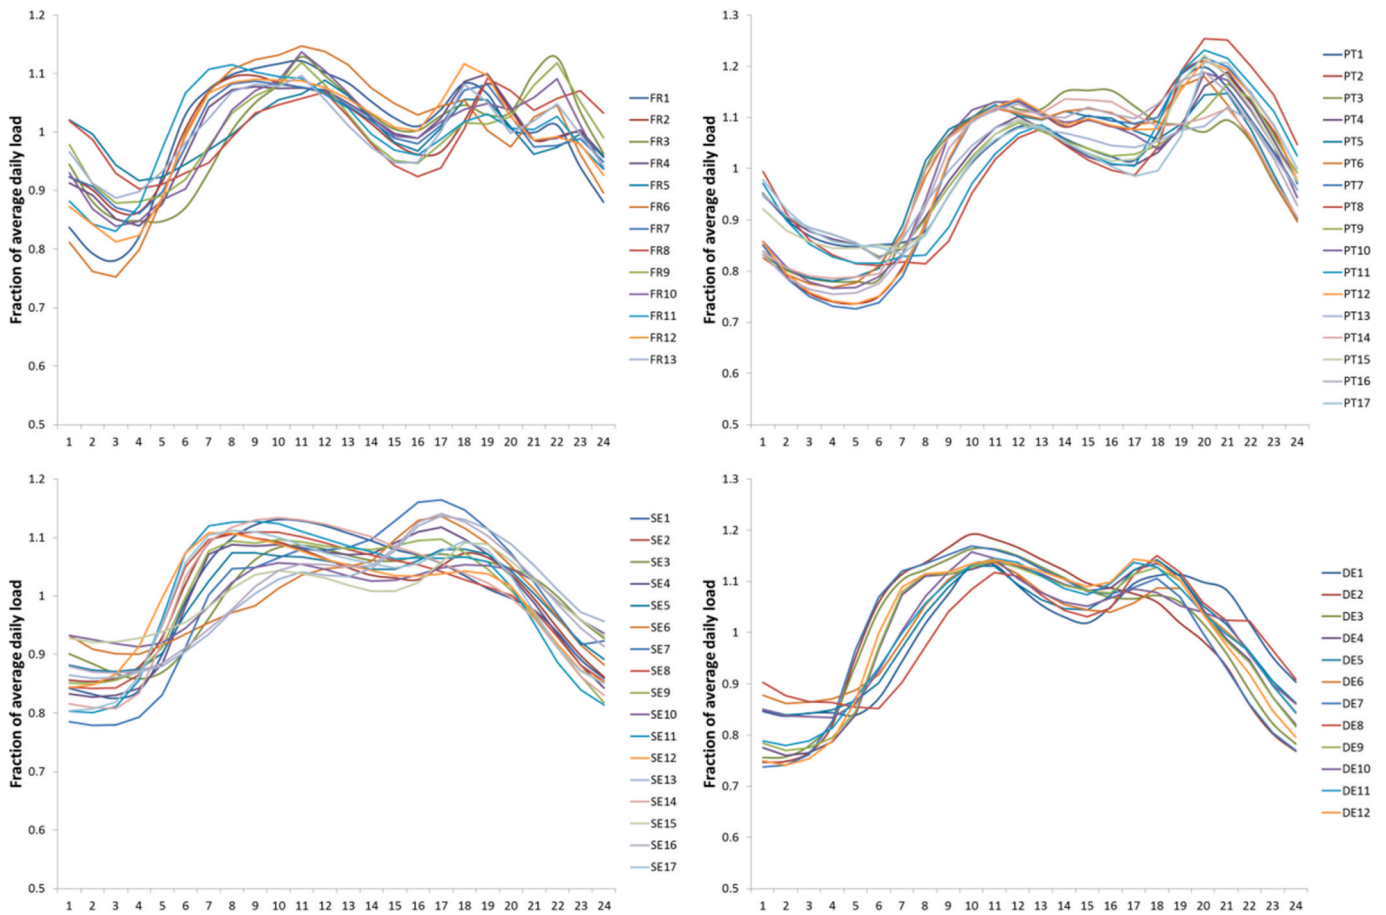 1.2
1.1
1
0.9
0.8
0.7
0.6
0.5
Fraction of average daily load
1 2 3 4 5 6 7 8 9 10 11 12 13 14 15 16 17 18 19 20 21 22 23 24
FR1
FR2
FR3
FR4
FR5
FR6
FR7
FR8
FR9
FR10
FR11
FR12
FR13
1.3
1.2
1.1
1
0.9
0.8
0.7
0.6
0.5
Fraction of average daily load
1 2 3 4 5 6 7 8 9 10 11 12 13 14 15 16 17 18 19 20 21 22 23 24
PT1
PT2
PT3
PT4
PT5
PT6
PT7
PT8
PT9
PT10
PT11
PT12
PT13
PT14
PT15
PT16
PT17
1.2
1.1
1
0.9
0.8
0.7
0.6
0.5
Fraction of average daily load
1 2 3 4 5 6 7 8 9 10 11 12 13 14 15 16 17 18 19 20 21 22 23 24
SE1
SE2
SE3
SE4
SE5
SE6
SE7
SE8
SE9
SE10
SE11
SE12
SE13
SE14
SE15
SE16
SE17
1.3
1.2
1.1
1
0.9
0.8
0.7
0.6
0.5
Fraction of average daily load
1 2 3 4 5 6 7 8 9 10 11 12 13 14 15 16 17 18 19 20 21 22 23 24
DE1
DE2
DE3
DE4
DE5
DE6
DE7
DE8
DE9
DE10
DE11
DE12